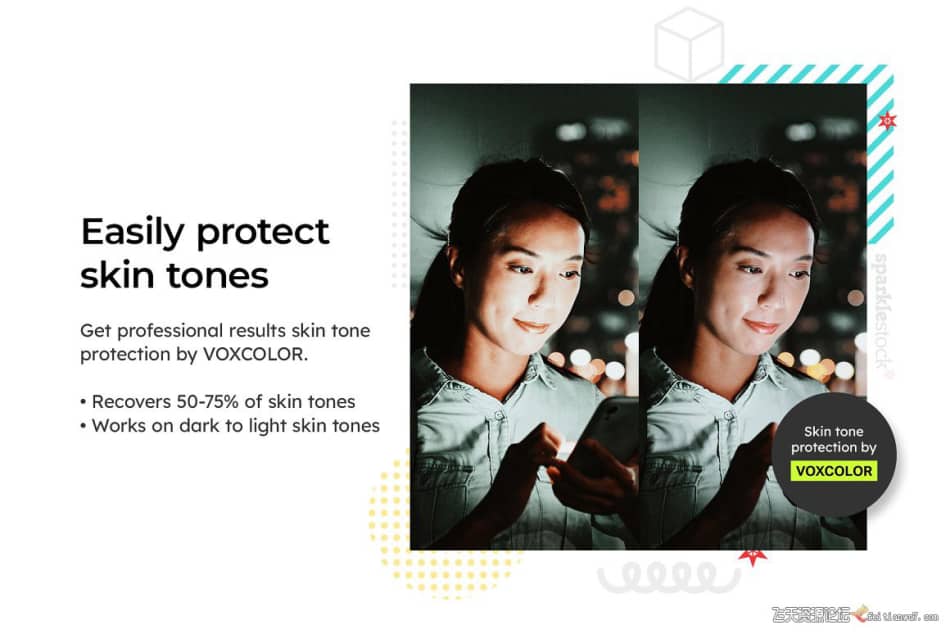 Easily protect
skin tones
Get professional results skin tone
protection by VOXCOLOR.
• Recovers 50-75% of skin tones
• Works on dark to light skin tones
sparklestock®
Skin tone
protection by
VOXCOLOR
飞天资源论坛
feitianwu7.com